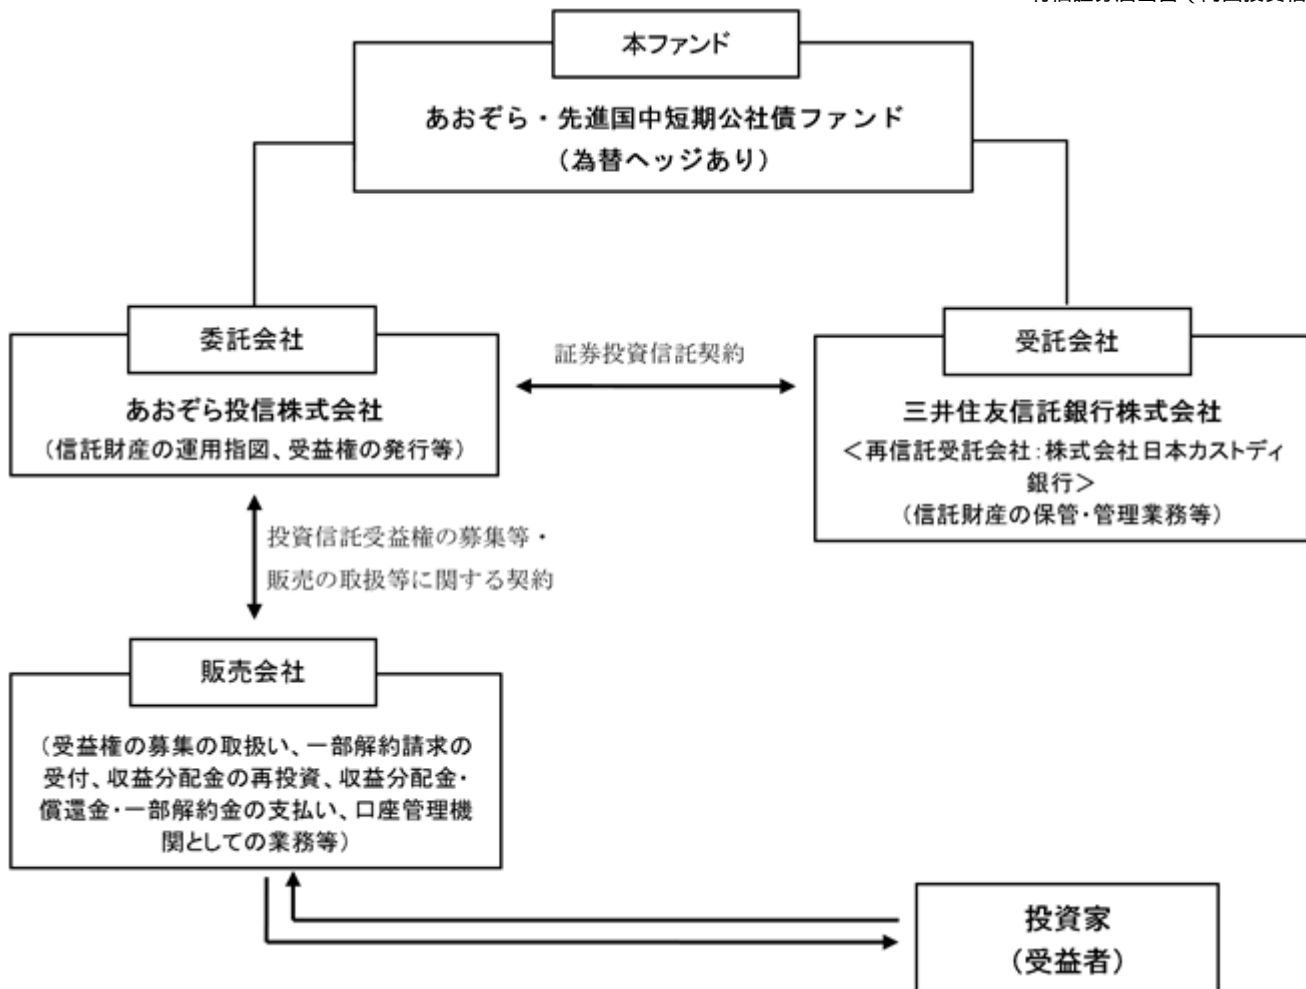 本ファンド
あおぞら・先進国中短期公社債ファンド
（為替ヘッジあり）
委託会社
あおぞら投信株式会社
（信託財産の運用指図、受益権の発行等）
証券投資信託契約
受託会社
三井住友信託銀行株式会社
＜再信託受託会社：株式会社日本カストディ
銀行＞
（信託財産の保管・管理業務等）
投資信託受益権の募集等・
販売の取扱等に関する契約
販売会社
（受益権の募集の取扱い、一部解約請求の
受付、収益分配金の再投資、収益分配金・
償還金・一部解約金の支払い、口座管理機
関としての業務等）
投資家
（受益者）